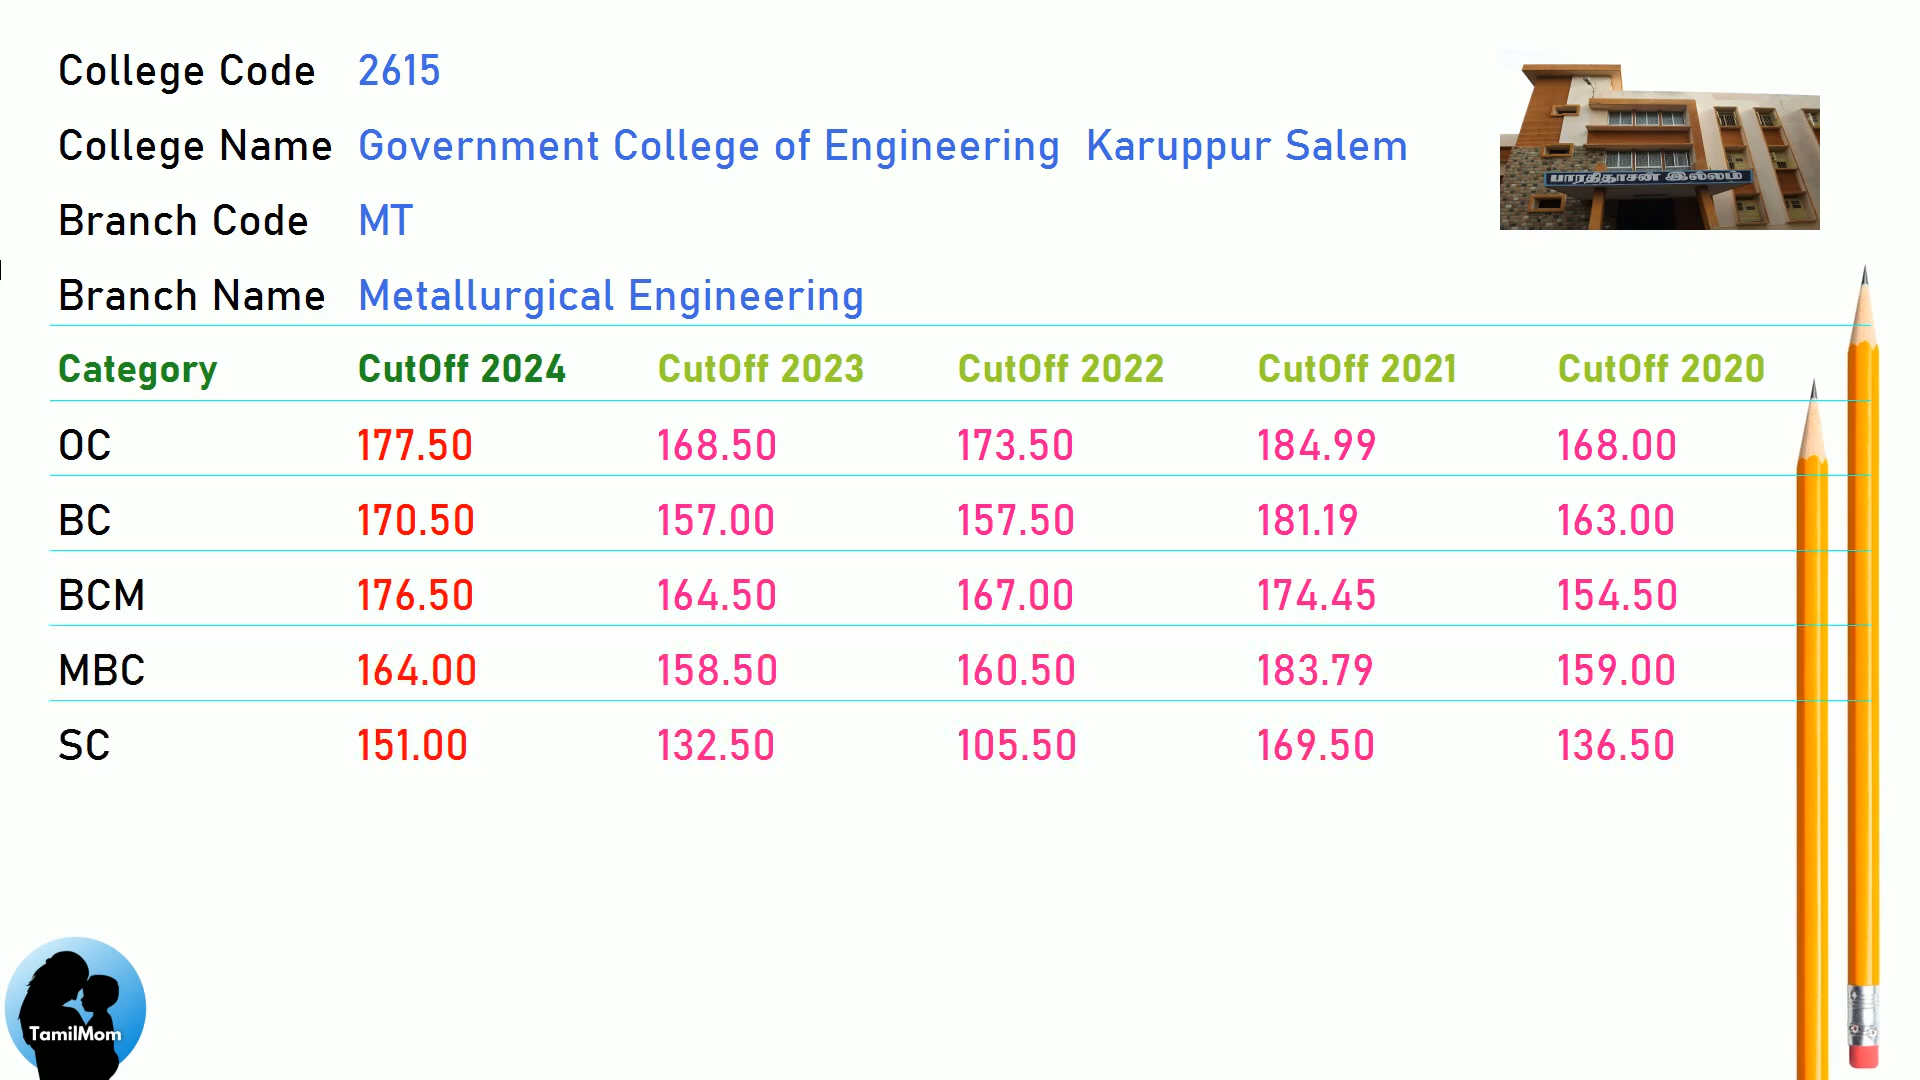 College Code 2615
College Name Government College of Engineering Karuppur Salem
Branch Code MT
Branch Name Metallurgical Engineering
Category CutOff 2024 CutOff 2023 CutOff 2022 CutOff 2021 CutOff 2020
OC 177.50 168.50 173.50 184.99 168.00
BC 170.50 157.00 157.50 181.19 163.00
BCM 176.50 164.50 167.00 174.45 154.50
MBC 164.00 158.50 160.50 183.79 159.00
SC 151.00 132.50 105.50 169.50 136.50
பாரதிதாசன் இல்லம்
TamilMom